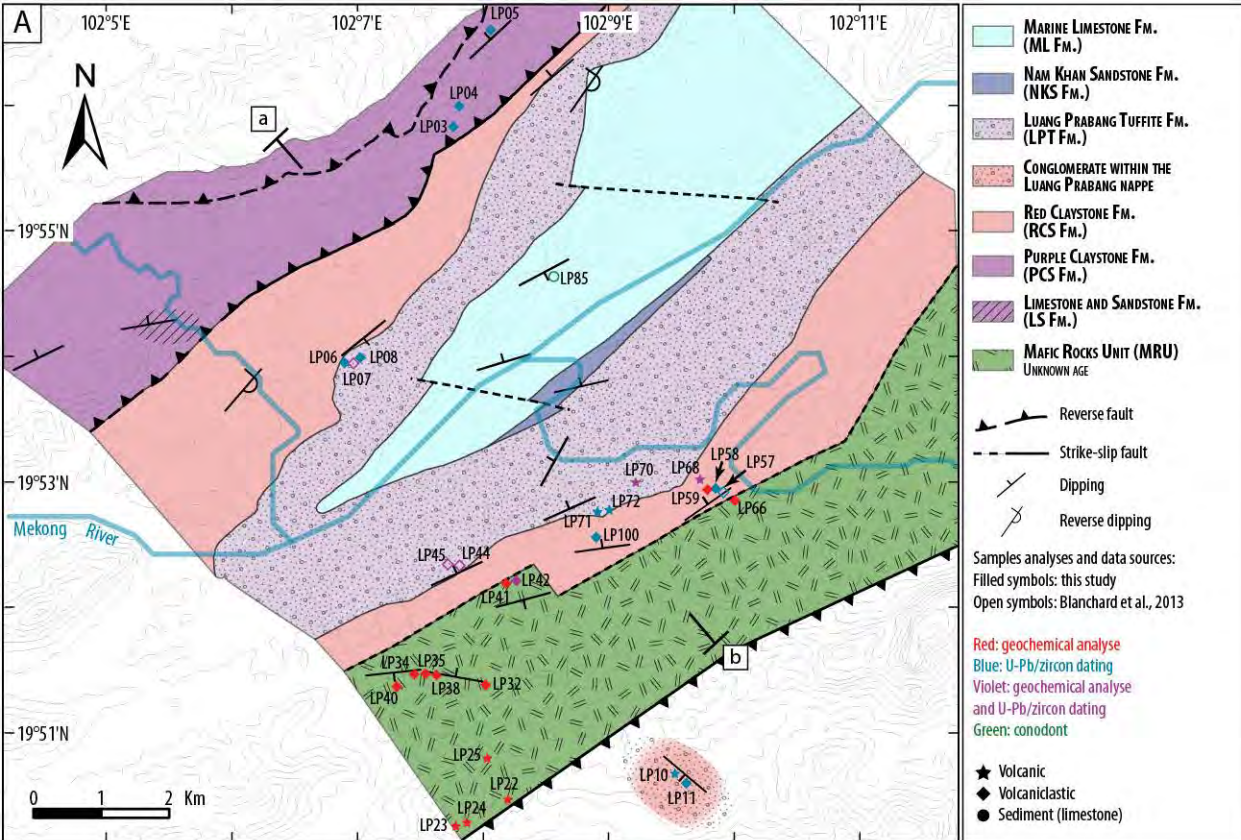 A
102°5'E
102°7'E
102°9'E
102°11'E
N
19°55'N
19°53'N
19°51'N
a
b
LP05
LP04
LP03
LP85
LP06
LP08
LP07
LP58
LP57
LP70
LP68
LP59
LP66
LP72
LP71
LP100
LP45
LP44
LP42
LP41
LP34
LP35
LP38
LP40
LP32
LP25
LP22
LP24
LP23
LP10
LP11
Mekong River
0 1 2 Km
Marine Limestone Fm.
(ML Fm.)
Nam Khan Sandstone Fm.
(NKS Fm.)
Luang Prabang Tuffite Fm.
(LPT Fm.)
Conglomerate within the
Luang Prabang nappe
Red Claystone Fm.
(RCS Fm.)
Purple Claystone Fm.
(PCS Fm.)
Limestone and Sandstone Fm.
(LS Fm.)
Mafic Rocks Unit (MRU)
Unknown age
Reverse fault
Strike-slip fault
Dipping
Reverse dipping
Samples analyses and data sources:
Filled symbols: this study
Open symbols: Blanchard et al., 2013
Red: geochemical analyse
Blue: U-Pb/zircon dating
Violet: geochemical analyse
and U-Pb/zircon dating
Green: conodont
Volcanic
Volcaniclastic
Sediment (limestone)